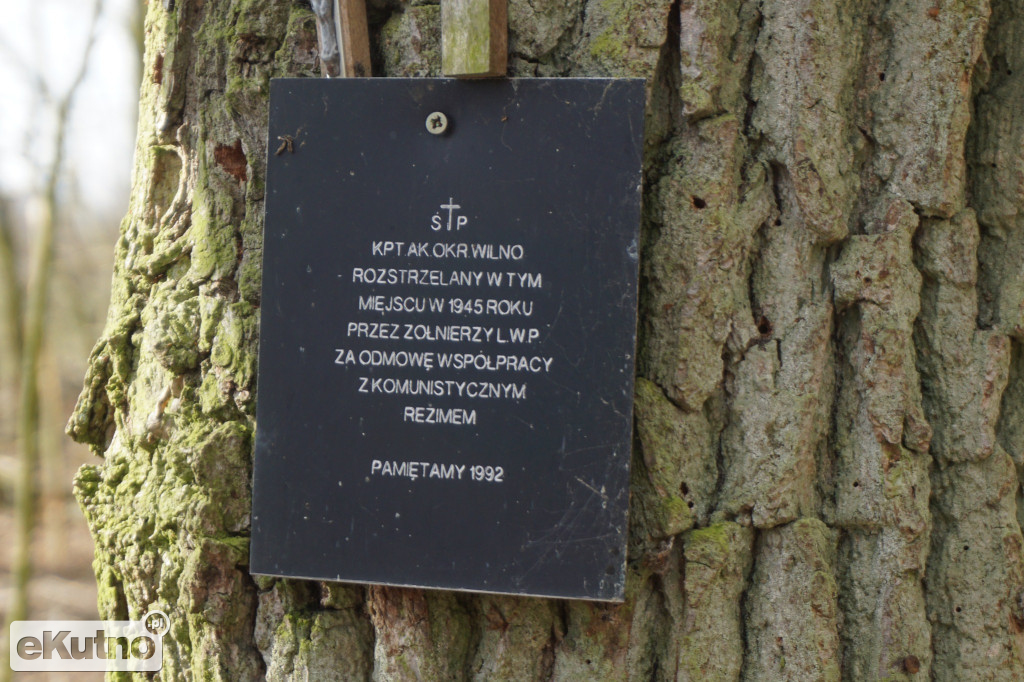 Ś✝P
KPT. AK. OKR. WILNO
ROZSTRZELANY W TYM
MIEJSCU W 1945 ROKU
PRZEZ ŻOŁNIERZY L.W.P.
ZA ODMOWĘ WSPÓŁPRACY
Z KOMUNISTYCZNYM
REŻIMEM
PAMIĘTAMY 1992
eKutno.pl